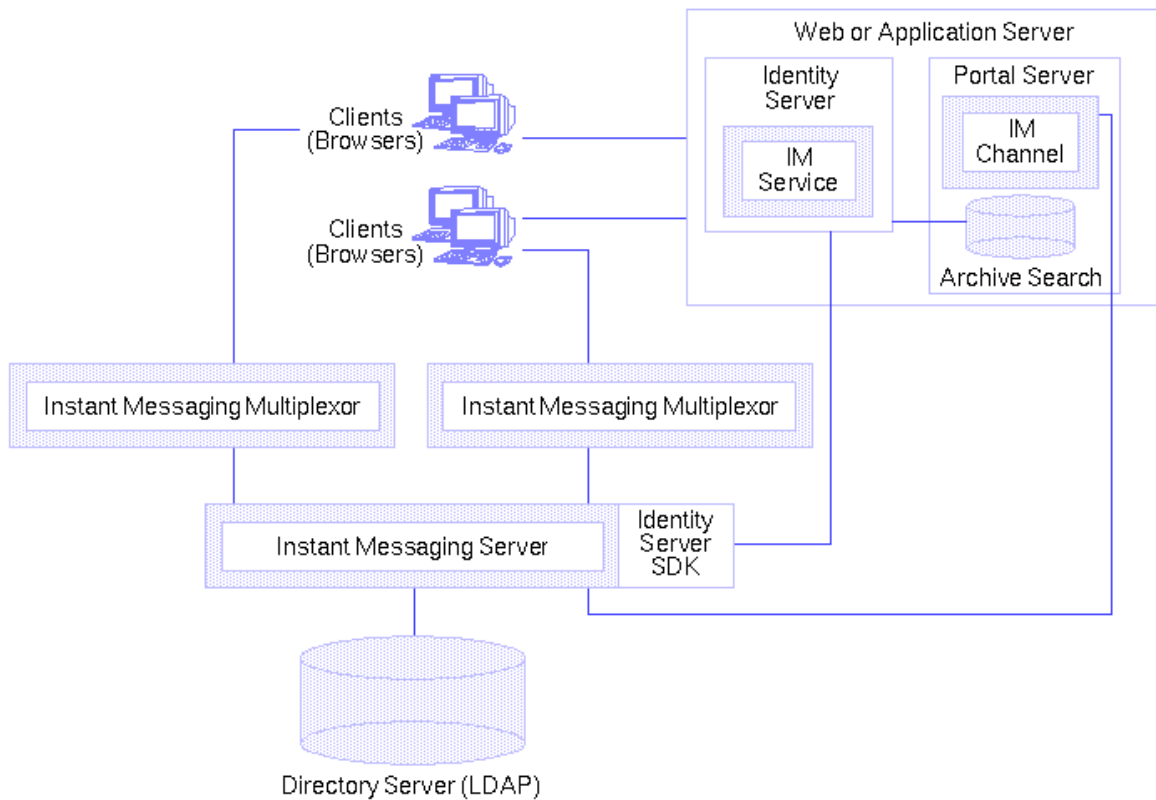 Web or Application Server
Identity
Server
IM
Service
Portal Server
IM
Channel
Archive Search
Clients
(Browsers)
Clients
(Browsers)
Instant Messaging Multiplexor
Instant Messaging Multiplexor
Instant Messaging Server
Identity
Server
SDK
Directory Server (LDAP)